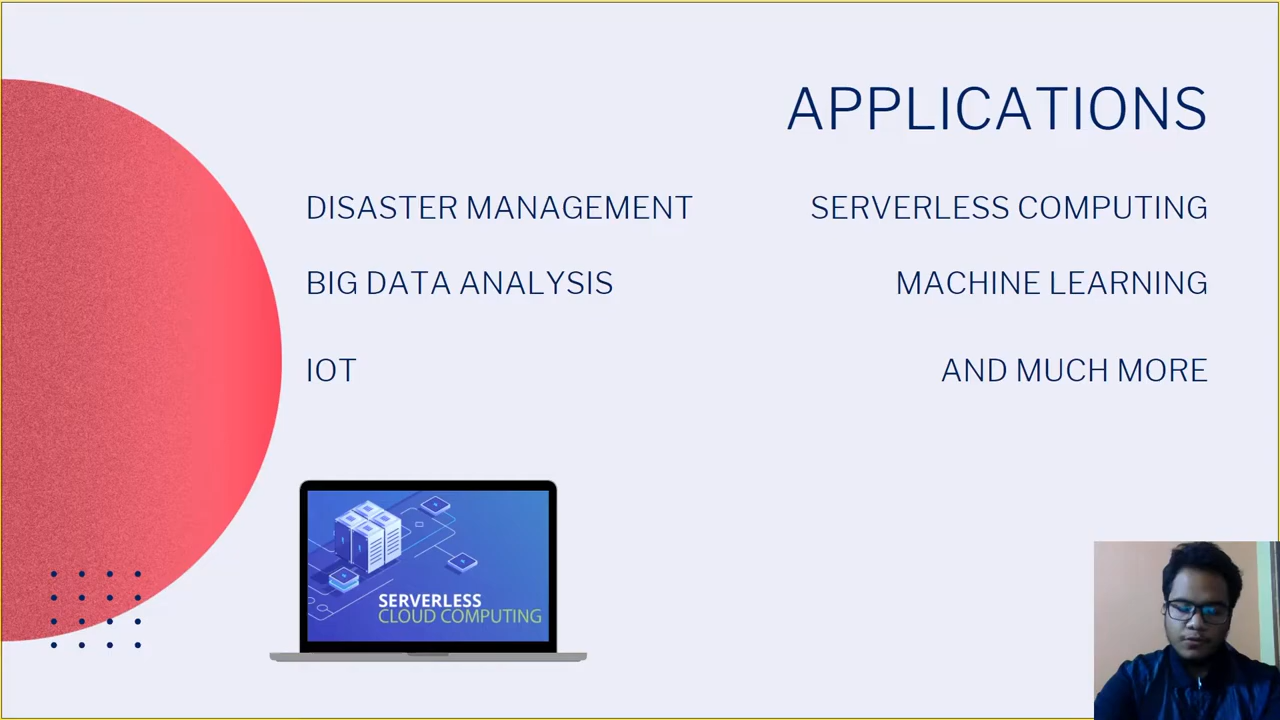 APPLICATIONS
DISASTER MANAGEMENT
SERVERLESS COMPUTING
BIG DATA ANALYSIS
MACHINE LEARNING
IOT
AND MUCH MORE
SERVERLESS
CLOUD COMPUTING